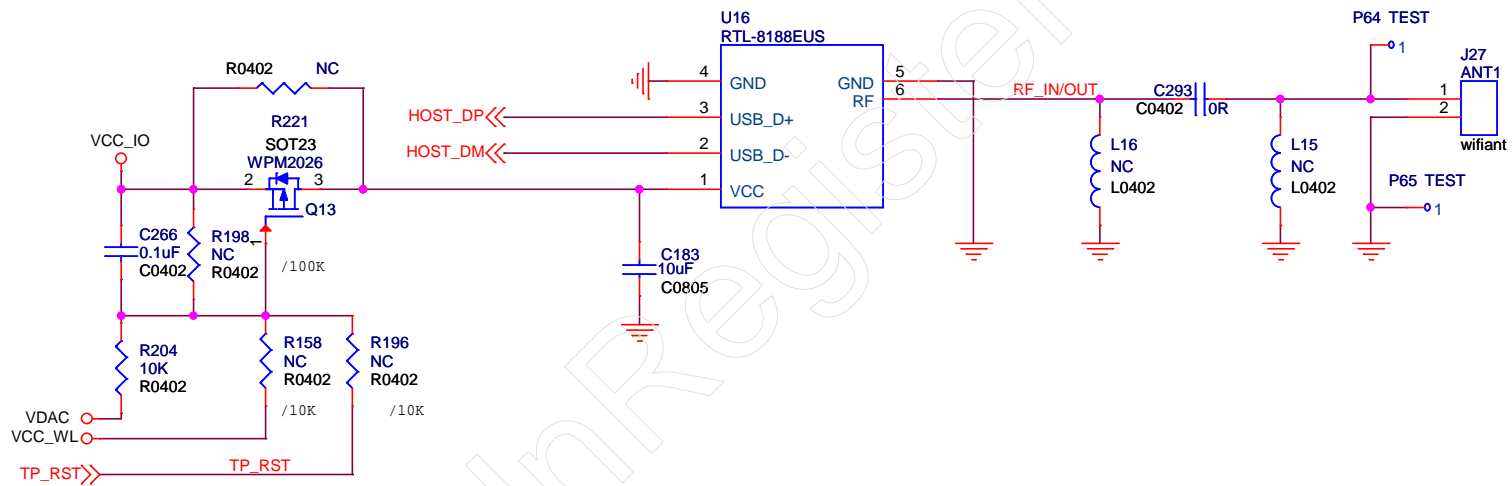 U16
RTL-8188EUS
P64 TEST
1
J27
ANT1
1
2
wifiant
R0402
NC
R221
SOT23
WPM2026
2
3
Q13
1
VCC_IO
HOST_DP
HOST_DM
4
GND
3
USB_D+
2
USB_D-
1
VCC
GND
5
RF
6
RF_IN/OUT
C293
C0402
0R
L16
NC
L0402
L15
NC
L0402
P65 TEST
1
C266
0.1uF
C0402
R198
NC
R0402
/100K
C183
10uF
C0805
R204
10K
R0402
R158
NC
R0402
/10K
R196
NC
R0402
/10K
VDAC
VCC_WL
TP_RST
TP_RST
InRegister